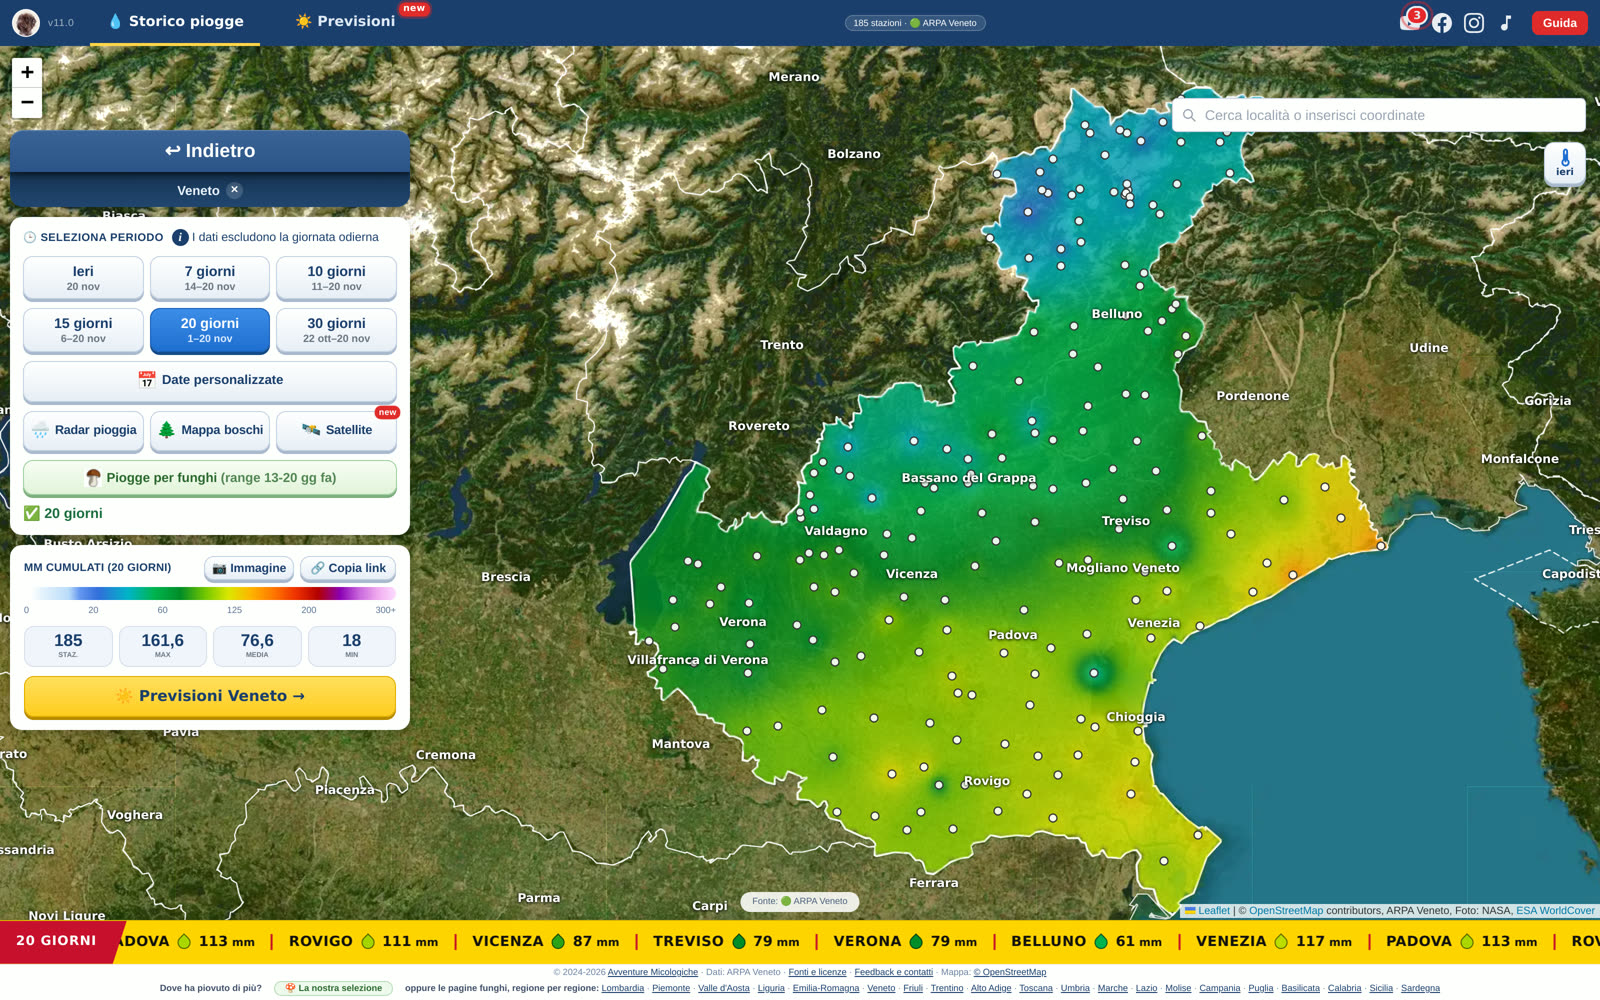 v11.0
💧 Storico piogge
☀️ Previsioni
new
185 stazioni · 🟢 ARPA Veneto
3
Guida
+
−
↩ Indietro
Veneto ×
🕒 SELEZIONA PERIODO i I dati escludono la giornata odierna
Ieri
20 nov
7 giorni
14–20 nov
10 giorni
11–20 nov
15 giorni
6–20 nov
20 giorni
1–20 nov
30 giorni
22 ott–20 nov
📅 Date personalizzate
🌧️ Radar pioggia
🌲 Mappa boschi
🛰️ Satellite
new
🍄 Piogge per funghi (range 13-20 gg fa)
✅ 20 giorni
MM CUMULATI (20 GIORNI)
📷 Immagine
🔗 Copia link
0 20 60 125 200 300+
185
STAZ.
161,6
MAX
76,6
MEDIA
18
MIN
☀️ Previsioni Veneto →
Cerca località o inserisci coordinate
ieri
Merano
Bolzano
Biasca
Belluno
Trento
Udine
Pordenone
Gorizia
Rovereto
Monfalcone
Bassano del Grappa
Treviso
Valdagno
Tries
Busto Arsizio
Mogliano Veneto
Vicenza
Capodist
Brescia
Verona
Venezia
Padova
Villafranca di Verona
Chioggia
Pavia
Mantova
rato
Cremona
Rovigo
Piacenza
Voghera
ssandria
Ferrara
Parma
Carpi
Novi Ligure
Fonte: 🟢 ARPA Veneto
Leaflet | © OpenStreetMap contributors, ARPA Veneto, Foto: NASA, ESA WorldCover
20 GIORNI
ADOVA 113 mm | ROVIGO 111 mm | VICENZA 87 mm | TREVISO 79 mm | VERONA 79 mm | BELLUNO 61 mm | VENEZIA 117 mm | PADOVA 113 mm | ROV
© 2024-2026 Avventure Micologiche · Dati: ARPA Veneto · Fonti e licenze · Feedback e contatti · Mappa: © OpenStreetMap
Dove ha piovuto di più? 🍄 La nostra selezione oppure le pagine funghi, regione per regione: Lombardia · Piemonte · Valle d'Aosta · Liguria · Emilia-Romagna · Veneto · Friuli · Trentino · Alto Adige · Toscana · Umbria · Marche · Lazio · Molise · Campania · Puglia · Basilicata · Calabria · Sicilia · Sardegna